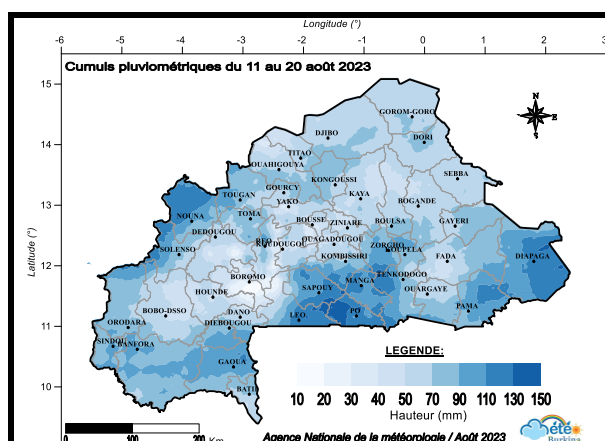 Longitude (°)
-6 -5 -4 -3 -2 -1 0 1 2 3
Cumuls pluviométriques du 11 au 20 août 2023
15
14
13
12
11
10
Latitude (°)
N
E
S
GOROM-GORO
DJIBO
DORI
TITAO
OUAHIGOUYA
SEBBA
KONGOUSSI
TOUGAN
GOURCY
KAYA
YAKO
BOGANDE
NOUNA
TOMA
BOUSSE
ZINIARE
BOULSA
GAYERI
DEDOUGOU
REO
KOUDOUGOU
OUAGADOUGOU
ZORGHO
SOLENSO
KOUPELA
KOMBISSIRI
FADA
DIAPAGA
BOROMO
TENKODOGO
MANGA
SAPOUY
HOUNDE
OUARGAYE
PAMA
BOBO-DSSO
DANO
LEO
PO
ORODARA
DIEBOUGOU
SINDOU
BANFORA
GAOUA
BATIE
LEGENDE:
10 20 30 50 70 90 110 130 150
Hauteur (mm)
0 100 200
Km
Agence Nationale de la météorologie / Août 2023
été
Burkina